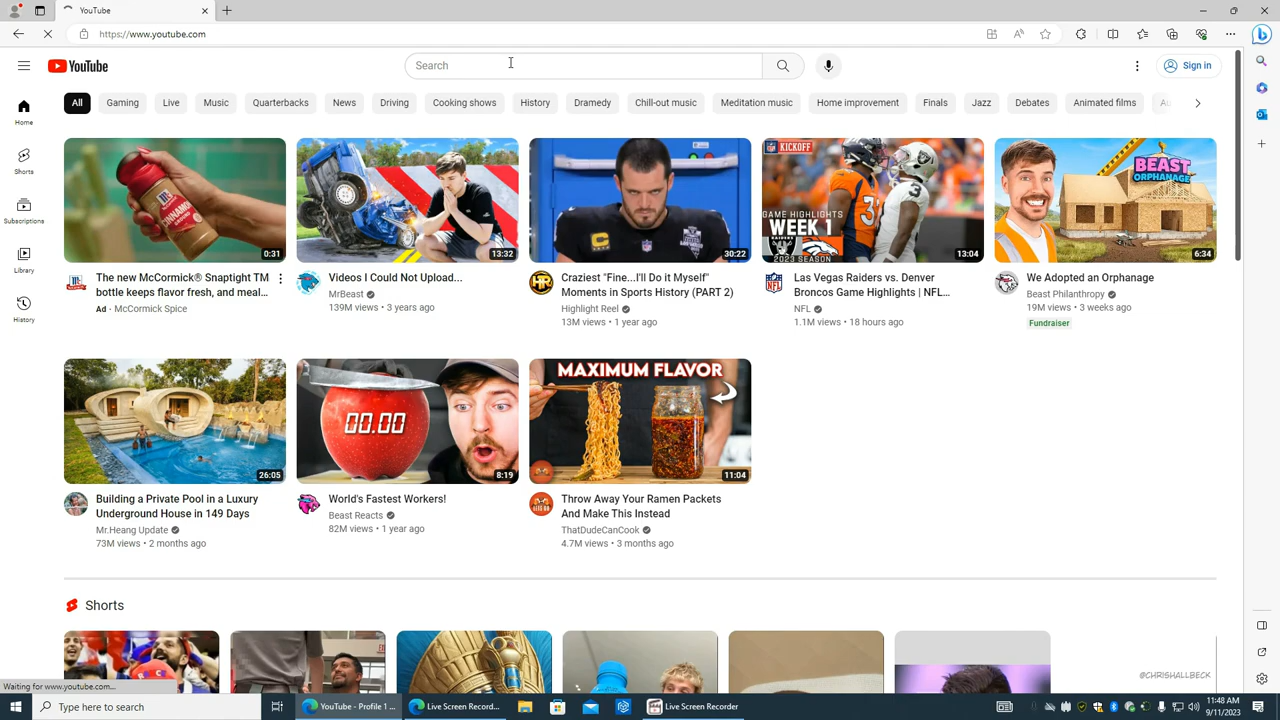 YouTube
https://www.youtube.com
YouTube
Search
Sign in
All
Gaming
Live
Music
Quarterbacks
News
Driving
Cooking shows
History
Dramedy
Chill-out music
Meditation music
Home improvement
Finals
Jazz
Debates
Animated films
Home
Shorts
Subscriptions
Library
History
0:31
The new McCormick® Snaptight TM
bottle keeps flavor fresh, and meal...
Ad · McCormick Spice
13:32
Videos I Could Not Upload...
MrBeast
139M views • 3 years ago
30:22
Craziest "Fine...I'll Do it Myself"
Moments in Sports History (PART 2)
Highlight Reel
13M views • 1 year ago
KICKOFF
GAME HIGHLIGHTS
WEEK 1
2023 SEASON
13:04
Las Vegas Raiders vs. Denver
Broncos Game Highlights | NFL...
NFL
1.1M views • 18 hours ago
BEAST
ORPHANAGE
6:34
We Adopted an Orphanage
Beast Philanthropy
19M views • 3 weeks ago
Fundraiser
26:05
Building a Private Pool in a Luxury
Underground House in 149 Days
Mr.Heang Update
73M views • 2 months ago
00.00
8:19
World's Fastest Workers!
Beast Reacts
82M views • 1 year ago
MAXIMUM FLAVOR
11:04
Throw Away Your Ramen Packets
And Make This Instead
ThatDudeCanCook
4.7M views • 3 months ago
Shorts
@CHRISHALLBECK
Waiting for www.youtube.com...
Type here to search
YouTube - Profile 1 ...
Live Screen Record...
Live Screen Recorder
11:48 AM
9/11/2023